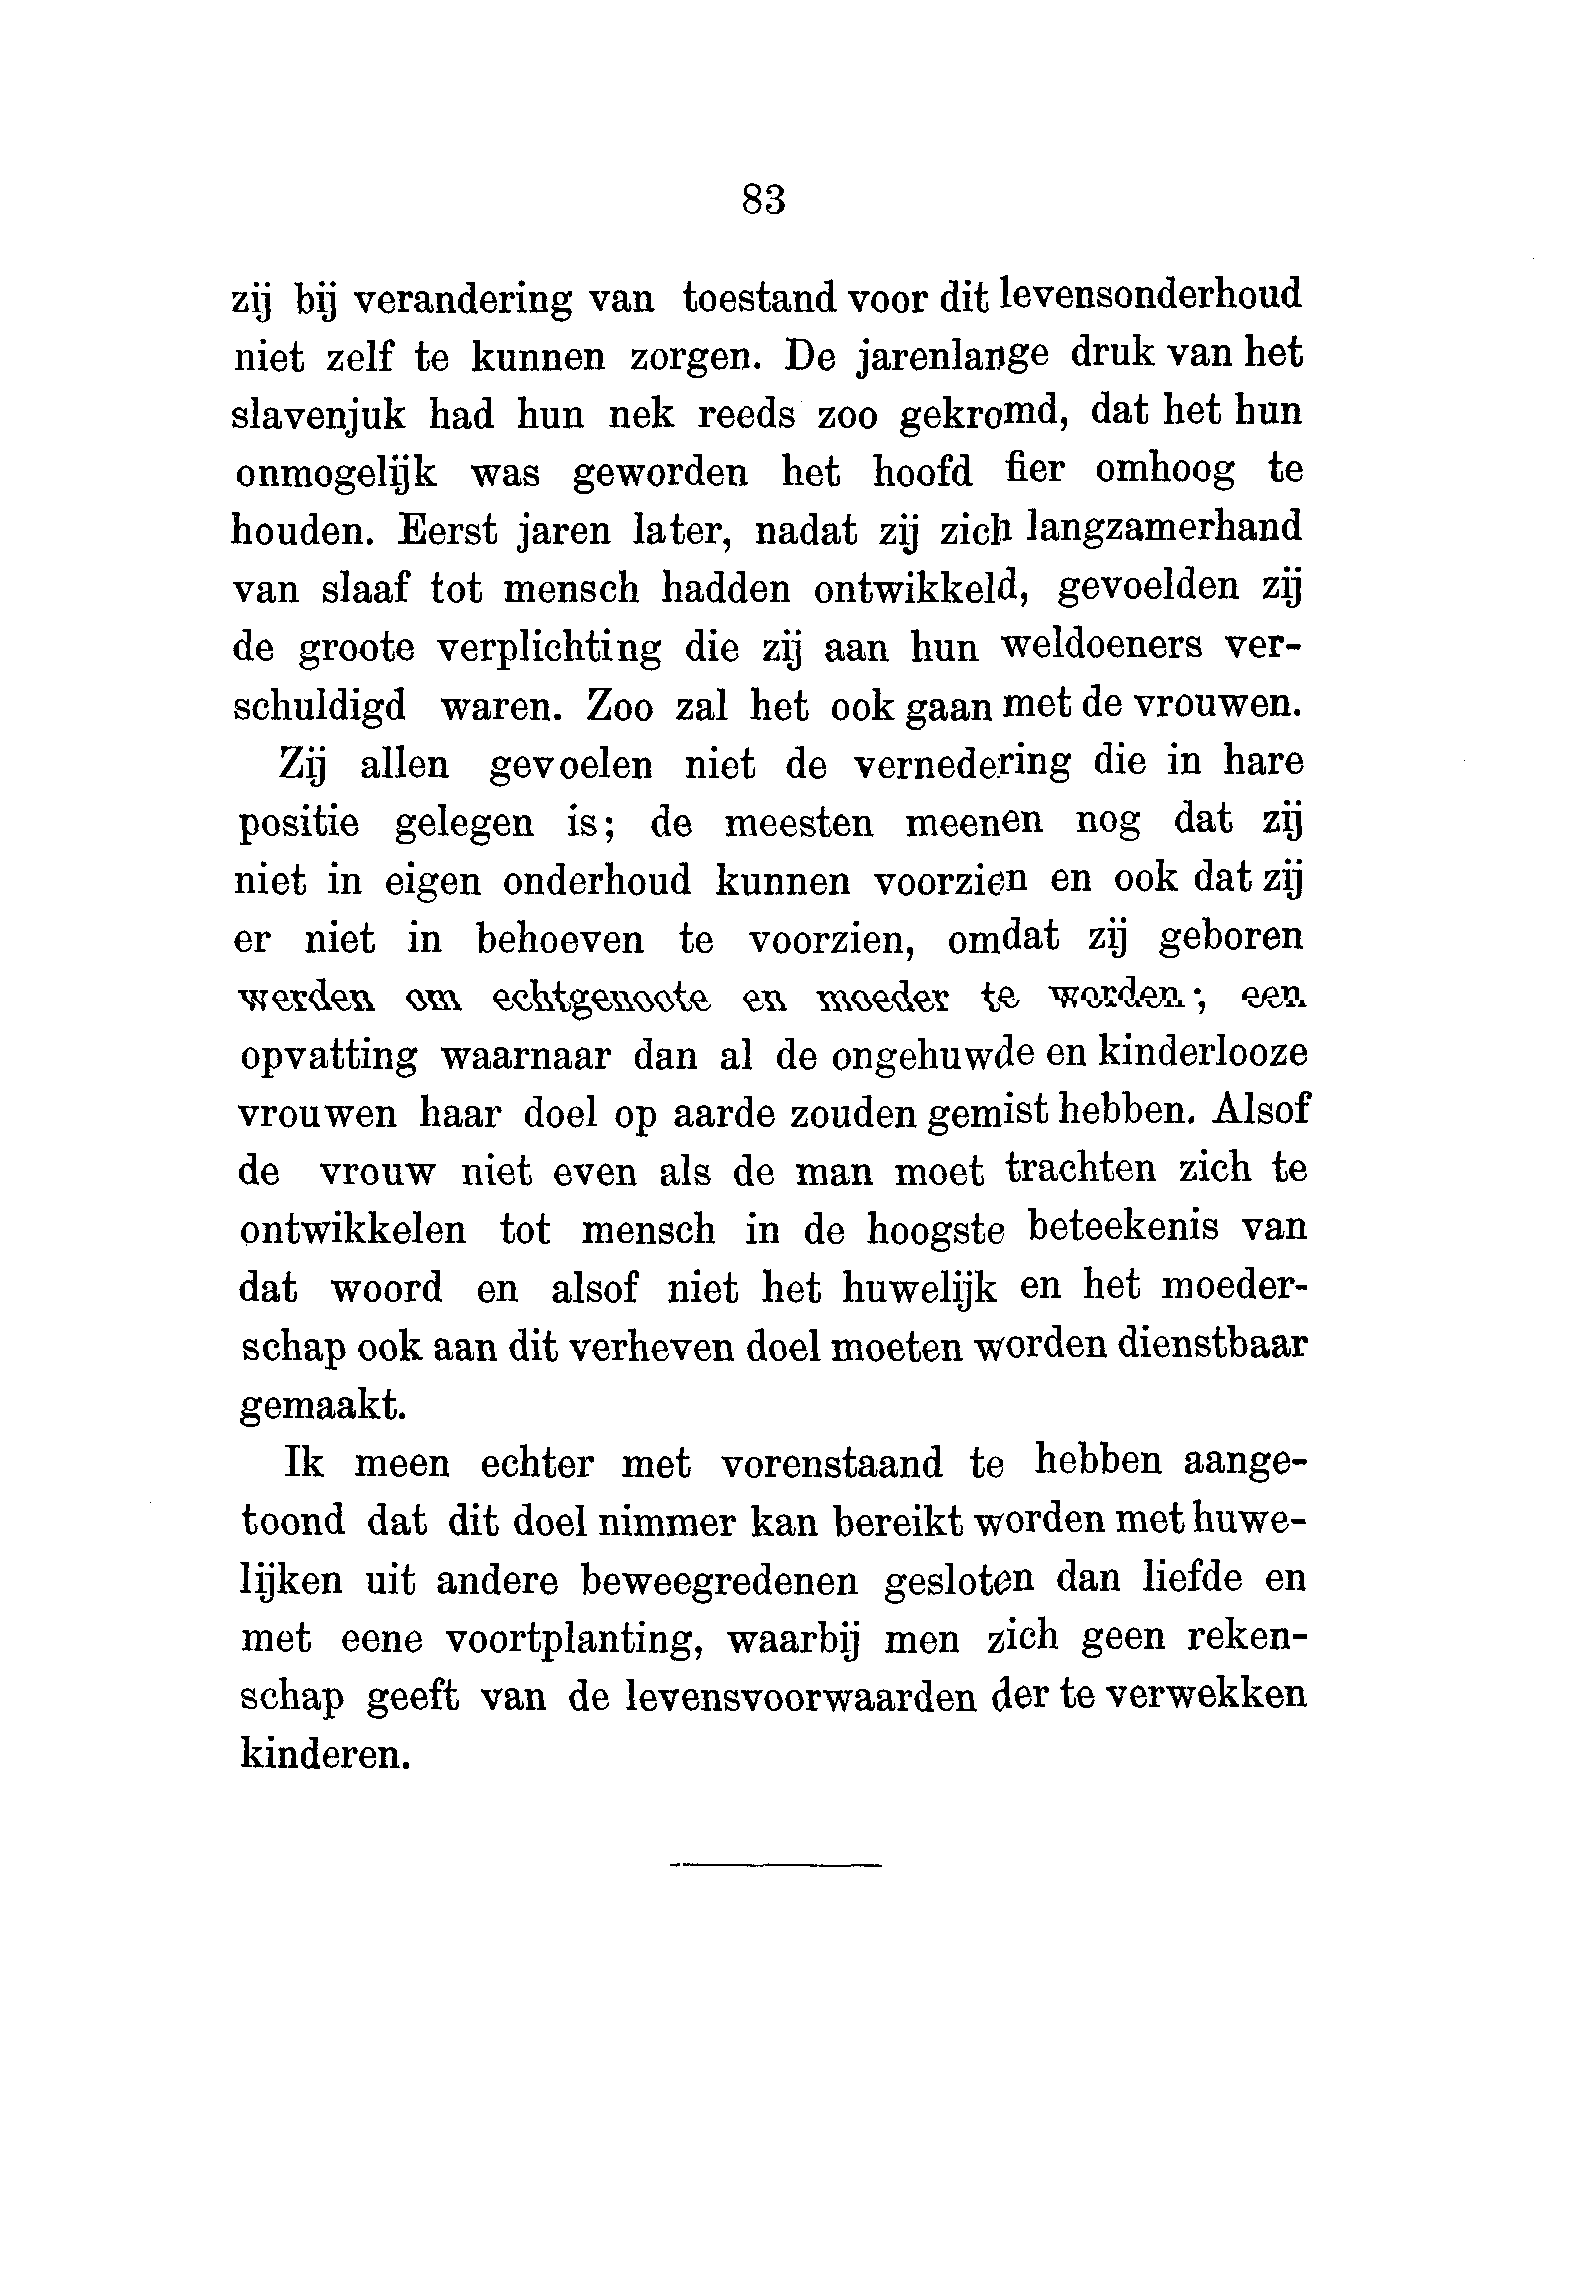 83
zij bij verandering van toestand voor dit levensonderhoud
niet zelf te kunnen zorgen. De jarenlange druk van het
slavenjuk had hun nek reeds zoo gekromd, dat het hun
onmogelijk was geworden het hoofd fier omhoog te
houden. Eerst jaren later, nadat zij zich langzamerhand
van slaaf tot mensch hadden ontwikkeld, gevoelden zij
de groote verplichting die zij aan hun weldoeners ver-
schuldigd waren. Zoo zal het ook gaan met de vrouwen.
Zij allen gevoelen niet de vernedering die in hare
positie gelegen is; de meesten meenen nog dat zij
niet in eigen onderhoud kunnen voorzien en ook dat zij
er niet in behoeven te voorzien, omdat zij geboren
werden om echtgenoote en moeder te worden; een
opvatting waarnaar dan al de ongehuwde en kinderlooze
vrouwen haar doel op aarde zouden gemist hebben. Alsof
de vrouw niet even als de man moet trachten zich te
ontwikkelen tot mensch in de hoogste beteekenis van
dat woord en alsof niet het huwelijk en het moeder-
schap ook aan dit verheven doel moeten worden dienstbaar
gemaakt.
Ik meen echter met vorenstaand te hebben aange-
toond dat dit doel nimmer kan bereikt worden met huwe-
lijken uit andere beweegredenen gesloten dan liefde en
met eene voortplanting, waarbij men zich geen reken-
schap geeft van de levensvoorwaarden der te verwekken
kinderen.